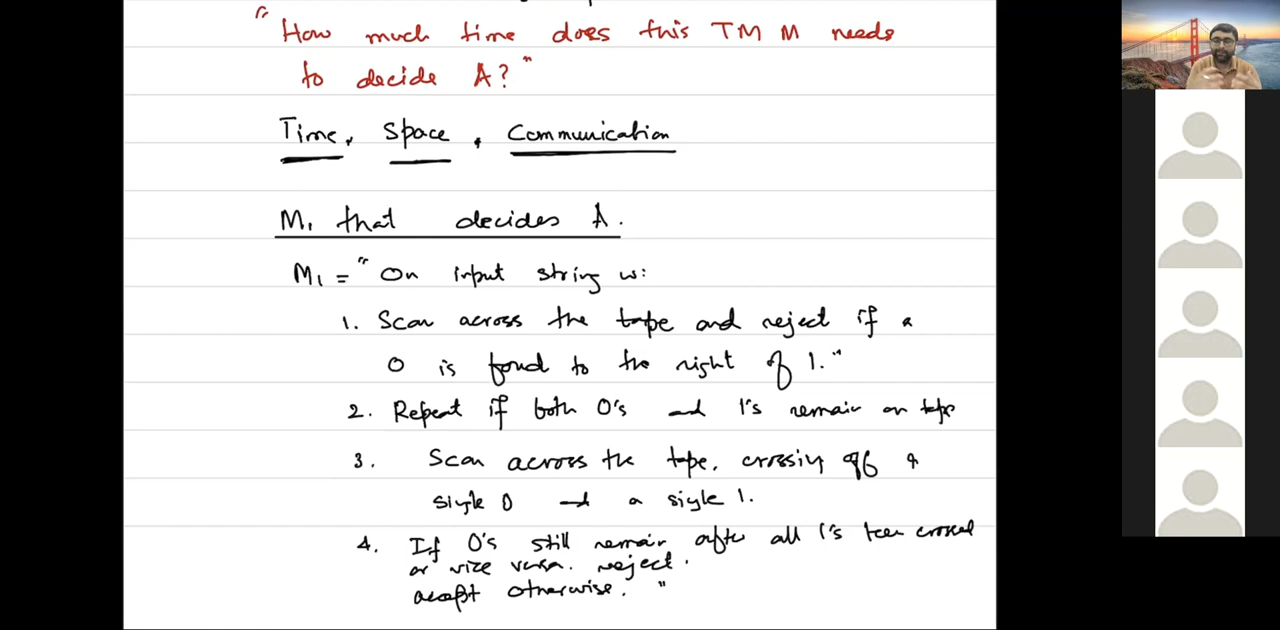 "How much time does this TM M needs
to decide A?"
Time, Space, Communication
M₁ that decides A.
M₁ = "On input string w:
1. Scan across the tape and reject if a
0 is found to the right of 1."
2. Repeat if both 0's and 1's remain on tape
3. Scan across the tape, crossing off a
single 0 and a single 1.
4. If 0's still remain after all 1's been crossed
or vice versa. reject.
accept otherwise."